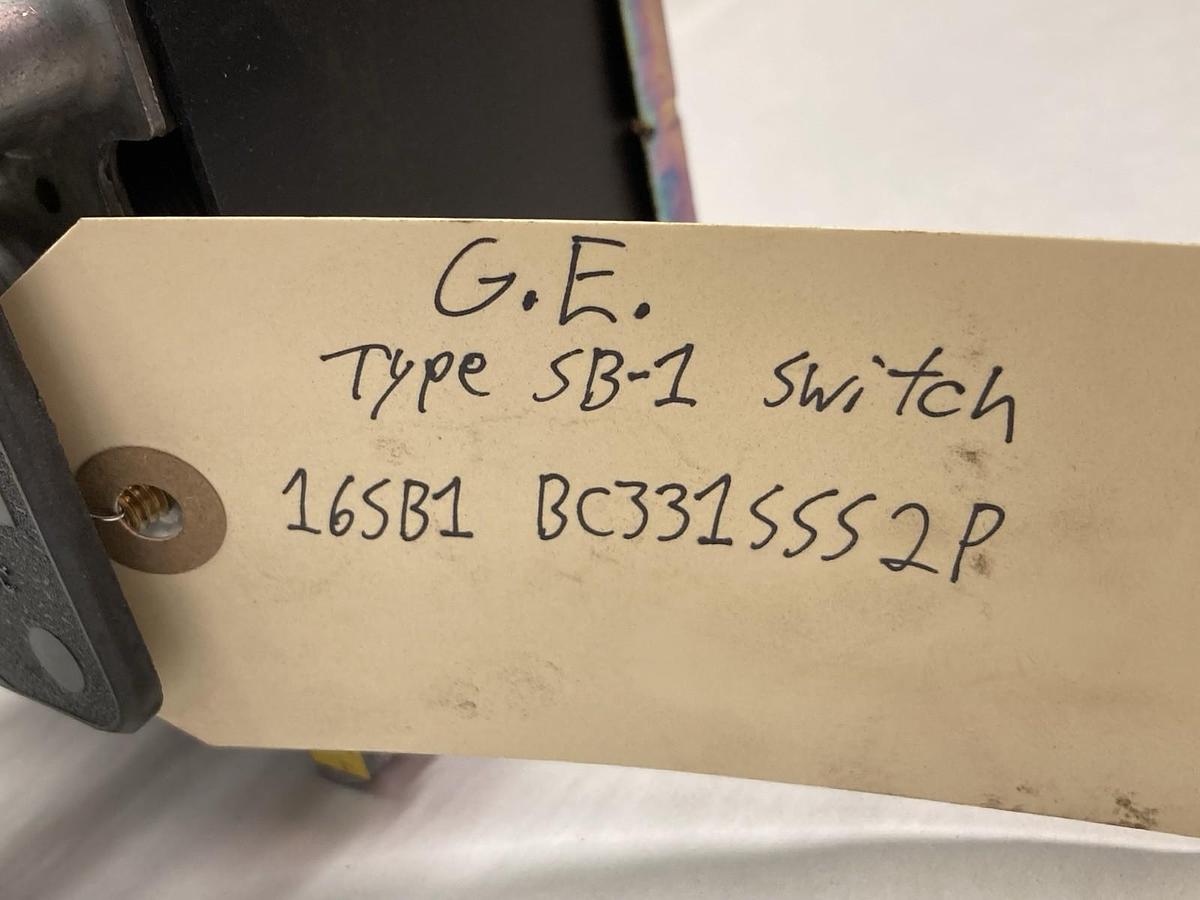 G.E.
Type SB-1 Switch
16SB1 BC331SSS2P